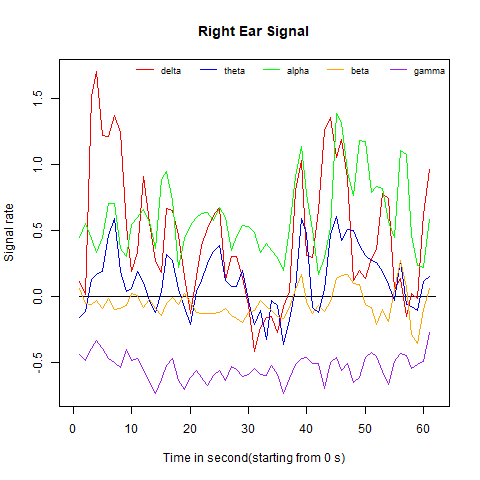 Right Ear Signal
delta theta alpha beta gamma
1.5
1.0
0.5
0.0
-0.5
Signal rate
0 10 20 30 40 50 60
Time in second(starting from 0 s)